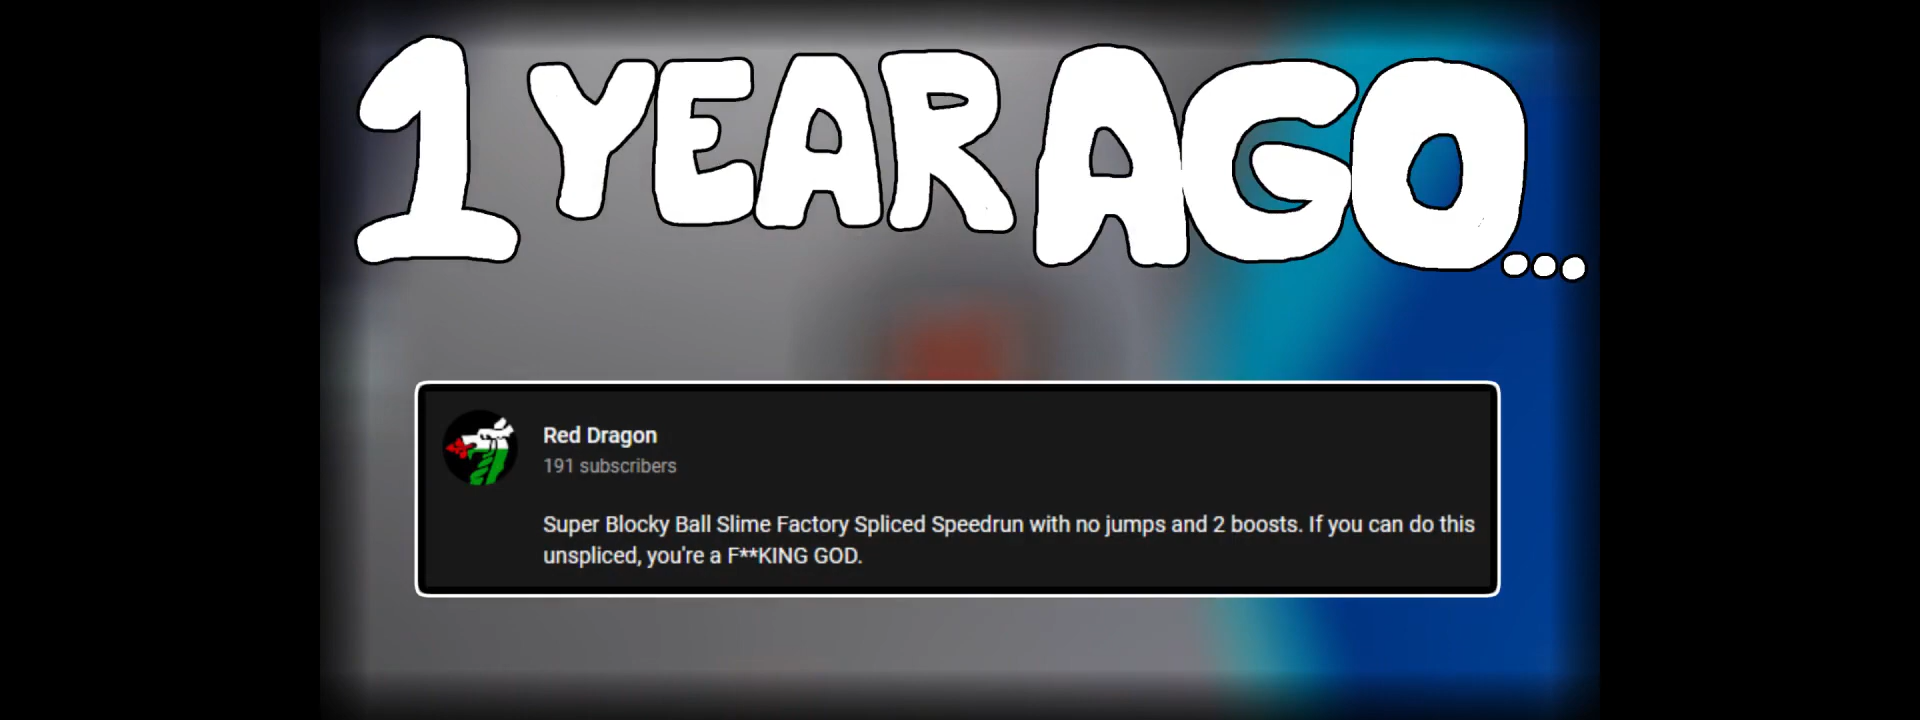 1 YEAR AGO...
Red Dragon
191 subscribers
Super Blocky Ball Slime Factory Spliced Speedrun with no jumps and 2 boosts. If you can do this
unspliced, you're a F**KING GOD.